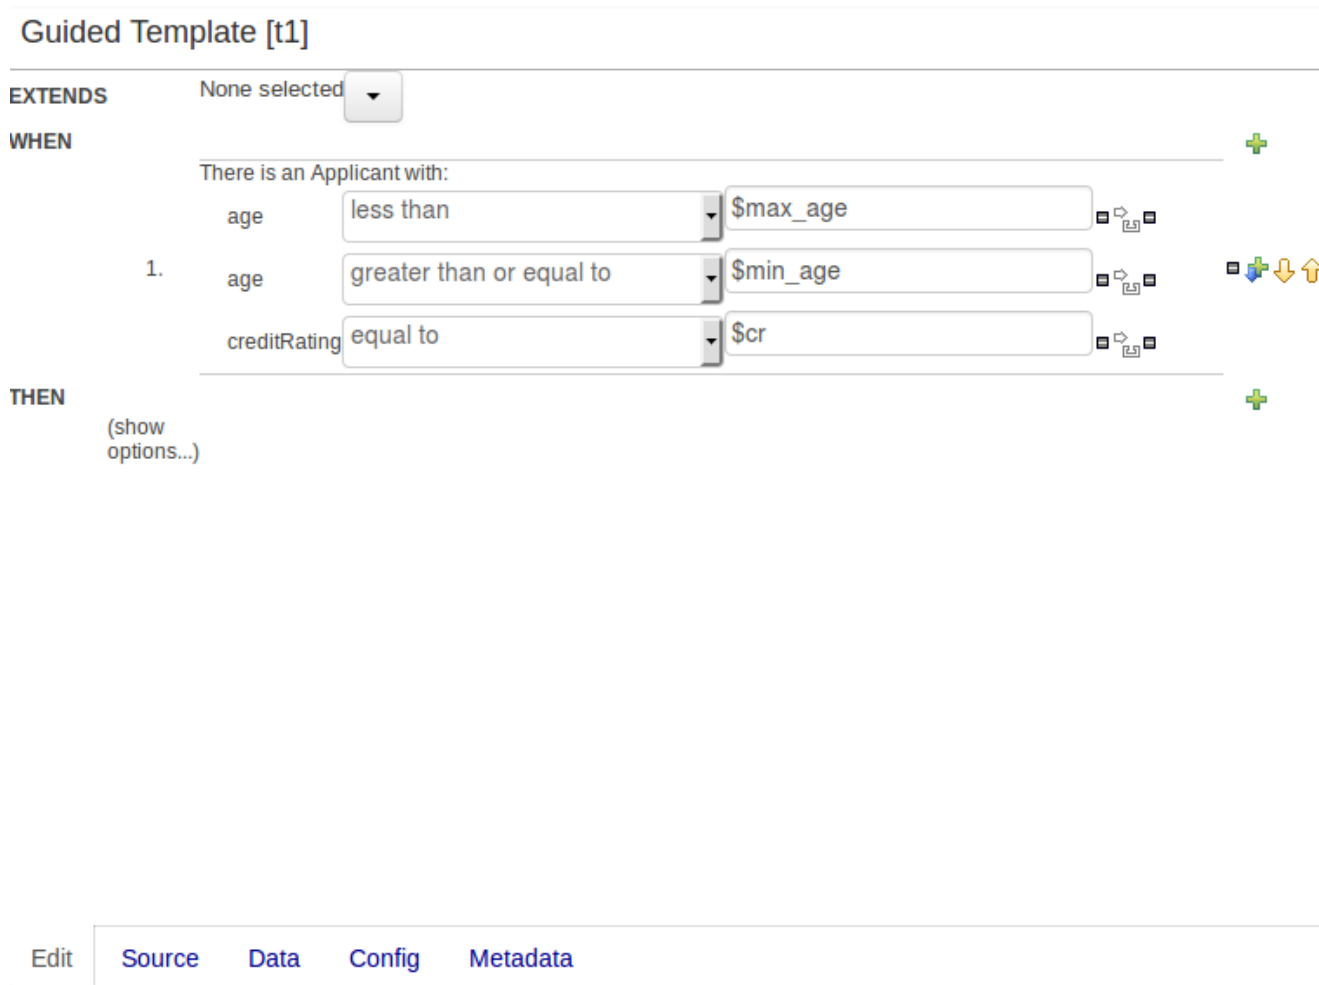 Guided Template [t1]
EXTENDS None selected
WHEN
There is an Applicant with:
age less than $max_age
1. age greater than or equal to $min_age
creditRating equal to $cr
THEN
(show
options...)
Edit Source Data Config Metadata